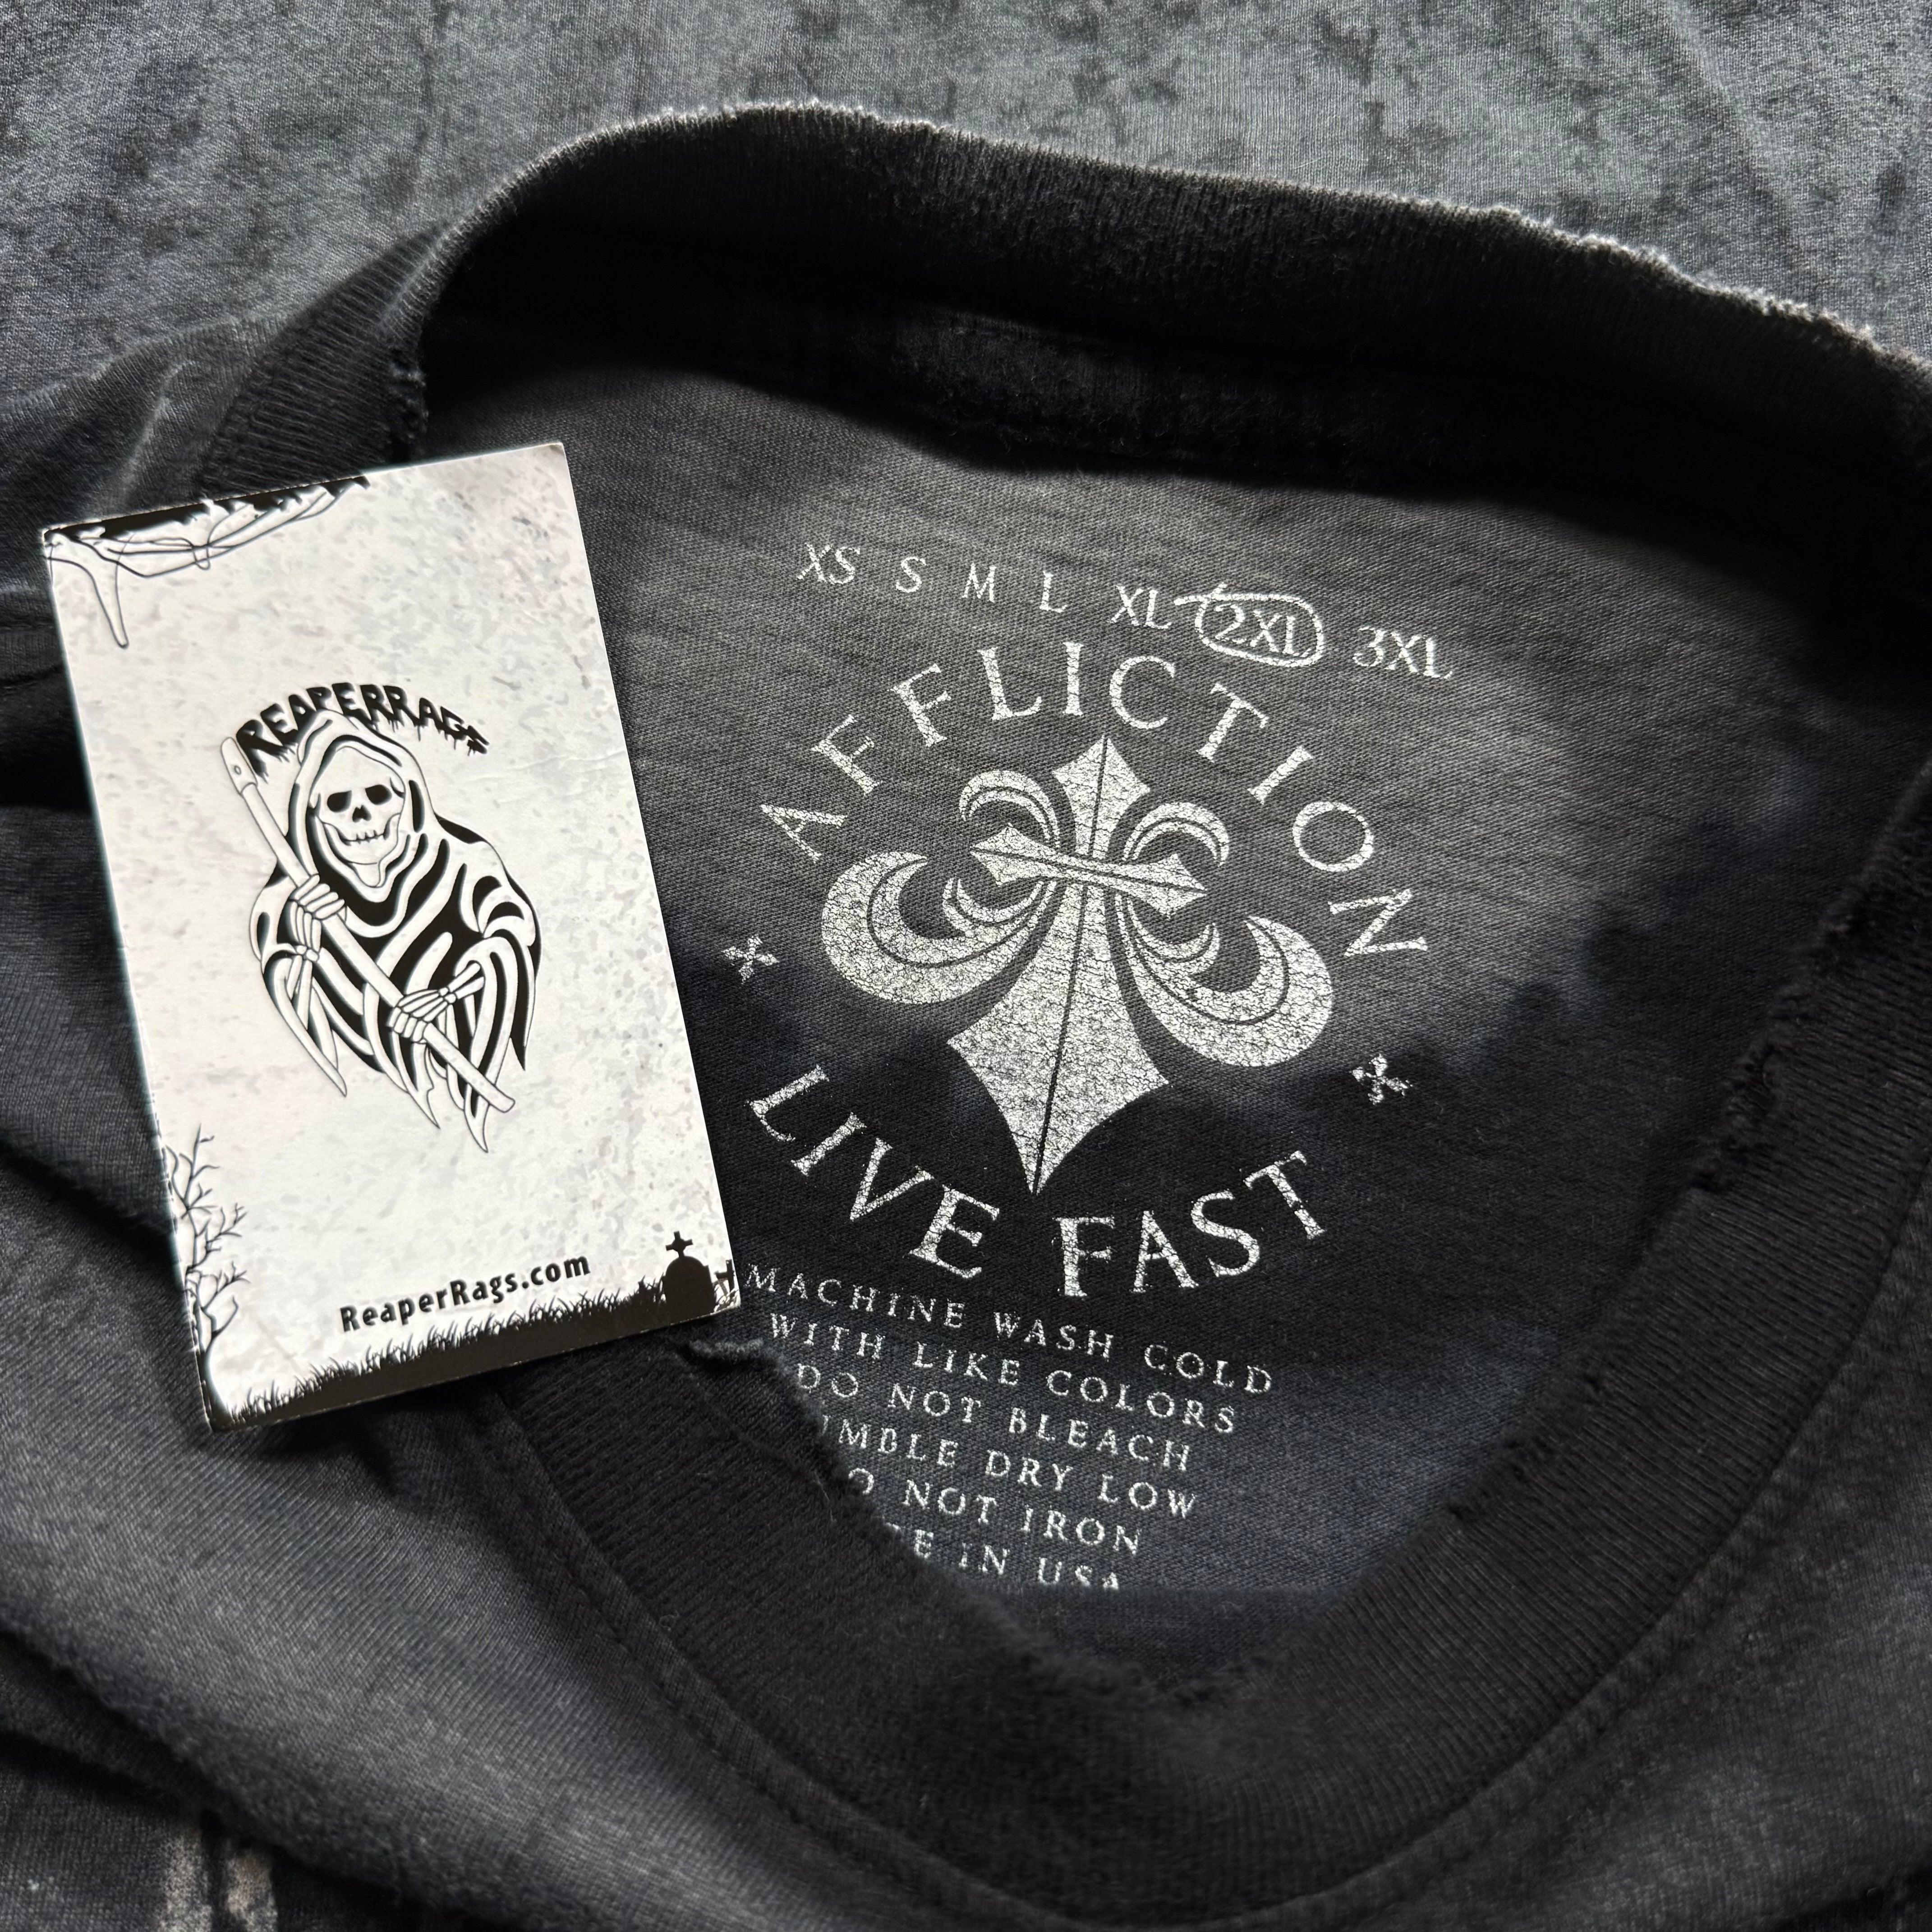 REAPERRAGS
ReaperRags.com
XS S M L XL 2XL 3XL
AFFLICTION
LIVE FAST
MACHINE WASH COLD
WITH LIKE COLORS
DO NOT BLEACH
UMBLE DRY LOW
O NOT IRON
E IN USA